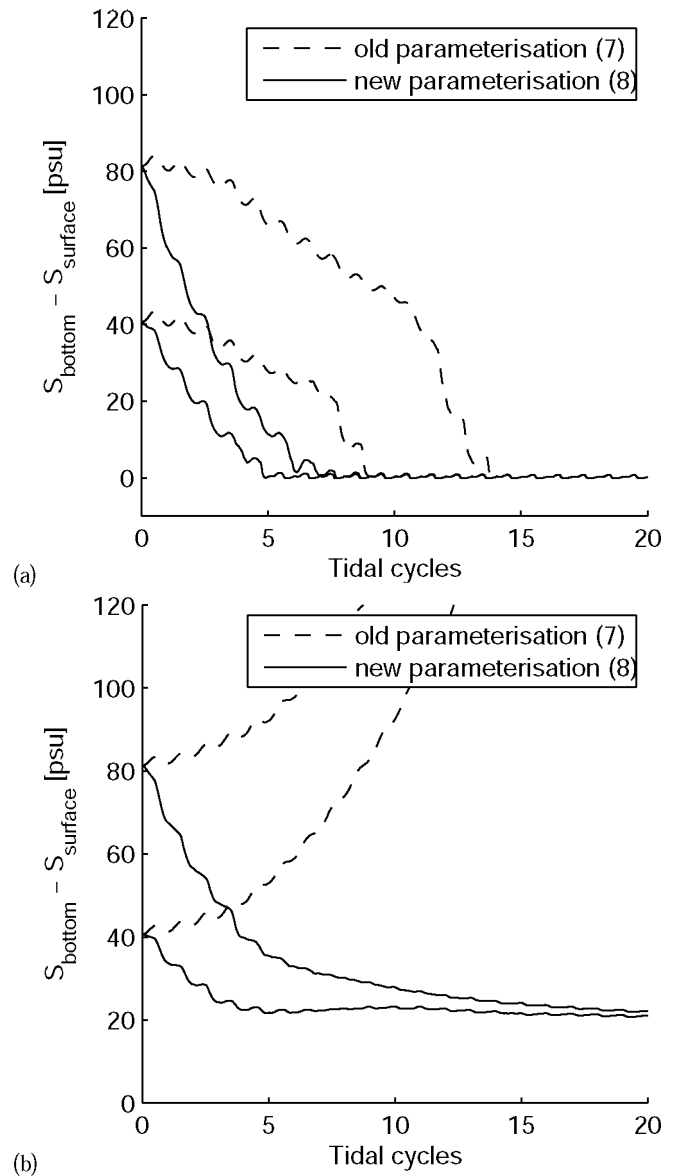 120
100
80
60
40
20
0
S_bottom − S_surface [psu]
old parameterisation (7)
new parameterisation (8)
0 5 10 15 20
Tidal cycles
(a)
120
100
80
60
40
20
0
S_bottom − S_surface [psu]
old parameterisation (7)
new parameterisation (8)
0 5 10 15 20
Tidal cycles
(b)